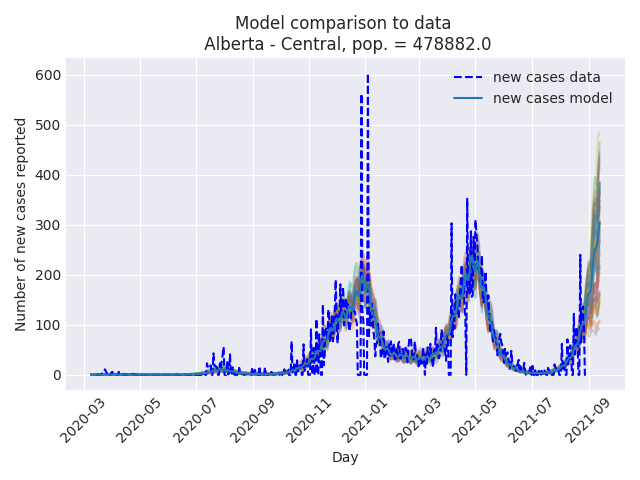 Model comparison to data
Alberta - Central, pop. = 478882.0
new cases data
new cases model
Number of new cases reported
600
500
400
300
200
100
0
2020-03
2020-05
2020-07
2020-09
2020-11
2021-01
2021-03
2021-05
2021-07
2021-09
Day